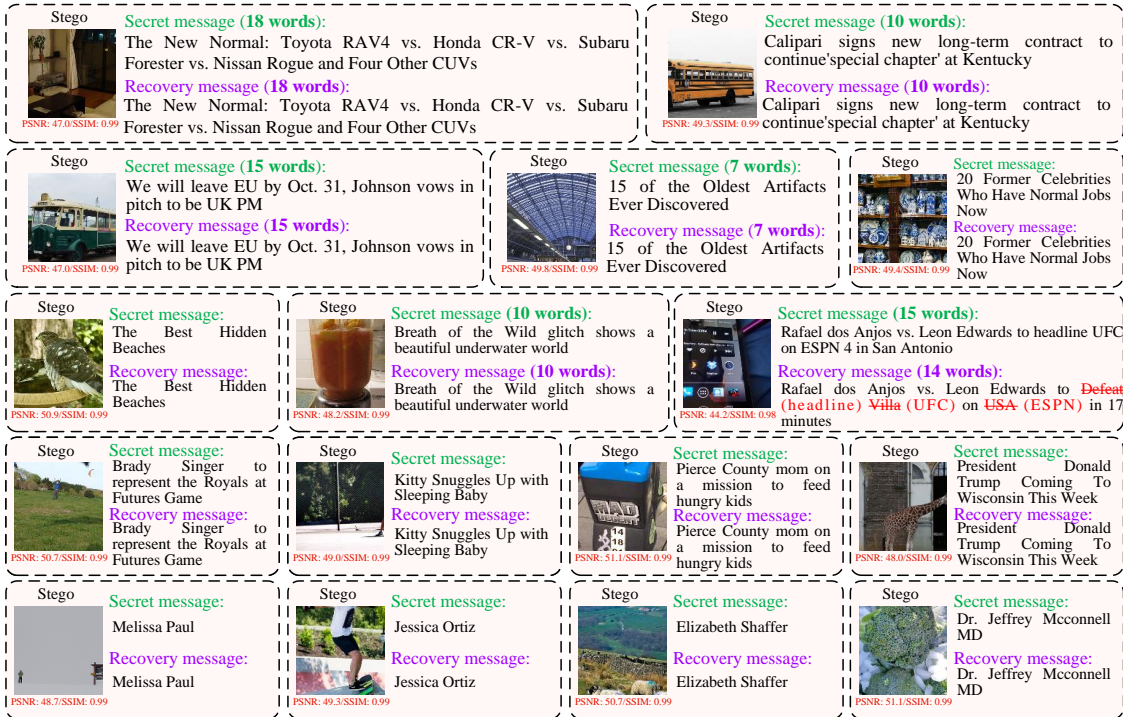 Stego
Secret message (18 words):
The New Normal: Toyota RAV4 vs. Honda CR-V vs. Subaru
Forester vs. Nissan Rogue and Four Other CUVs
Recovery message (18 words):
The New Normal: Toyota RAV4 vs. Honda CR-V vs. Subaru
Forester vs. Nissan Rogue and Four Other CUVs
PSNR: 47.0/SSIM: 0.99
Stego
Secret message (10 words):
Calipari signs new long-term contract to
continue'special chapter' at Kentucky
Recovery message (10 words):
Calipari signs new long-term contract to
continue'special chapter' at Kentucky
PSNR: 49.3/SSIM: 0.99
Stego
Secret message (15 words):
We will leave EU by Oct. 31, Johnson vows in
pitch to be UK PM
Recovery message (15 words):
We will leave EU by Oct. 31, Johnson vows in
pitch to be UK PM
PSNR: 47.0/SSIM: 0.99
Stego
Secret message (7 words):
15 of the Oldest Artifacts
Ever Discovered
Recovery message (7 words):
15 of the Oldest Artifacts
Ever Discovered
PSNR: 49.8/SSIM: 0.99
Stego
Secret message:
20 Former Celebrities
Who Have Normal Jobs
Now
Recovery message:
20 Former Celebrities
Who Have Normal Jobs
Now
PSNR: 49.4/SSIM: 0.99
Stego
Secret message:
The Best Hidden
Beaches
Recovery message:
The Best Hidden
Beaches
PSNR: 50.9/SSIM: 0.99
Stego
Secret message (10 words):
Breath of the Wild glitch shows a
beautiful underwater world
Recovery message (10 words):
Breath of the Wild glitch shows a
beautiful underwater world
PSNR: 48.2/SSIM: 0.99
Stego
Secret message (15 words):
Rafael dos Anjos vs. Leon Edwards to headline UFC
on ESPN 4 in San Antonio
Recovery message (14 words):
Rafael dos Anjos vs. Leon Edwards to Defeat
(headline) Villa (UFC) on USA (ESPN) in 17
minutes
PSNR: 44.2/SSIM: 0.98
Stego
Secret message:
Brady Singer to
represent the Royals at
Futures Game
Recovery message:
Brady Singer to
represent the Royals at
Futures Game
PSNR: 50.7/SSIM: 0.99
Stego
Secret message:
Kitty Snuggles Up with
Sleeping Baby
Recovery message:
Kitty Snuggles Up with
Sleeping Baby
PSNR: 49.0/SSIM: 0.99
Stego
MAD
DECENT
14
18
Secret message:
Pierce County mom on
a mission to feed
hungry kids
Recovery message:
Pierce County mom on
a mission to feed
hungry kids
PSNR: 51.1/SSIM: 0.99
Stego
Secret message:
President Donald
Trump Coming To
Wisconsin This Week
Recovery message:
President Donald
Trump Coming To
Wisconsin This Week
PSNR: 48.0/SSIM: 0.99
Stego
Secret message:
Melissa Paul
Recovery message:
Melissa Paul
PSNR: 48.7/SSIM: 0.99
Stego
Secret message:
Jessica Ortiz
Recovery message:
Jessica Ortiz
PSNR: 49.3/SSIM: 0.99
Stego
Secret message:
Elizabeth Shaffer
Recovery message:
Elizabeth Shaffer
PSNR: 50.7/SSIM: 0.99
Stego
Secret message:
Dr. Jeffrey Mcconnell
MD
Recovery message:
Dr. Jeffrey Mcconnell
MD
PSNR: 51.1/SSIM: 0.99